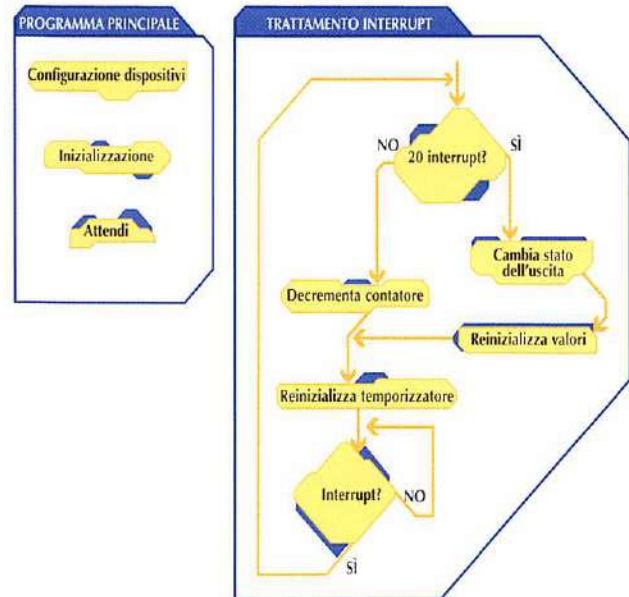 PROGRAMMA PRINCIPALE
Configurazione dispositivi
Inizializzazione
Attendi
TRATTAMENTO INTERRUPT
20 interrupt?
NO
SÌ
Cambia stato
dell'uscita
Decrementa contatore
Reinizializza valori
Reinizializza temporizzatore
Interrupt?
NO
SÌ